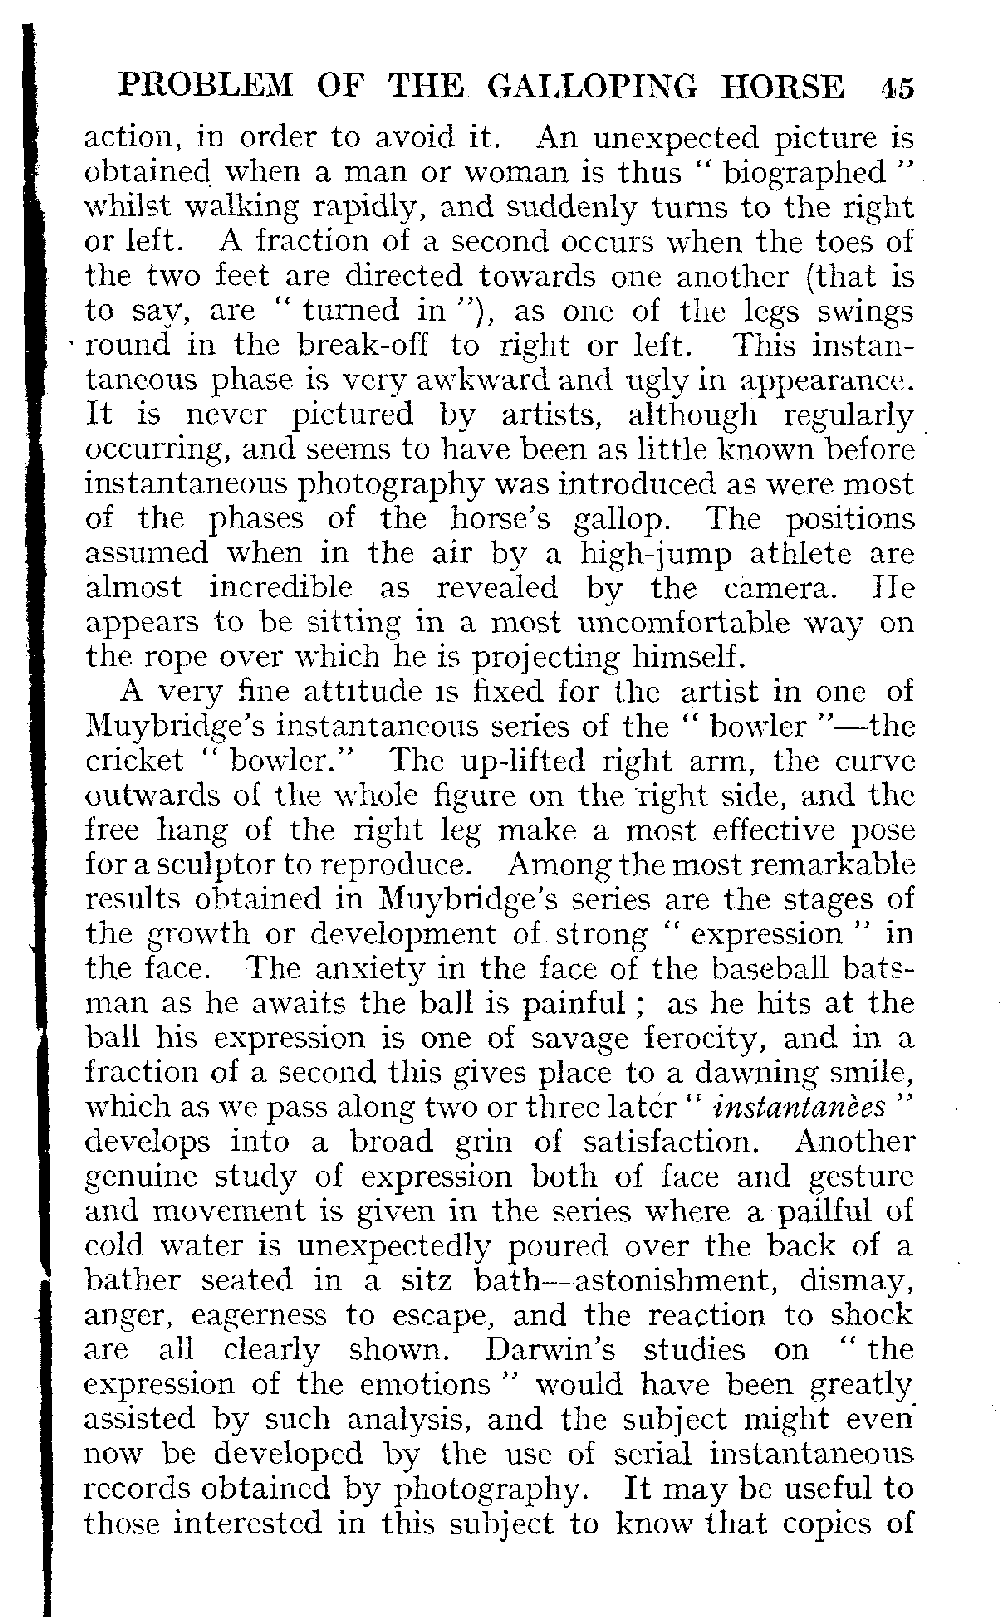 PROBLEM OF THE GALLOPING HORSE 45
action, in order to avoid it. An unexpected picture is
obtained when a man or woman is thus " biographed "
whilst walking rapidly, and suddenly turns to the right
or left. A fraction of a second occurs when the toes of
the two feet are directed towards one another (that is
to say, are " turned in "), as one of the legs swings
round in the break-off to right or left. This instan-
taneous phase is very awkward and ugly in appearance.
It is never pictured by artists, although regularly
occurring, and seems to have been as little known before
instantaneous photography was introduced as were most
of the phases of the horse's gallop. The positions
assumed when in the air by a high-jump athlete are
almost incredible as revealed by the camera. He
appears to be sitting in a most uncomfortable way on
the rope over which he is projecting himself.
A very fine attitude is fixed for the artist in one of
Muybridge's instantaneous series of the " bowler "—the
cricket " bowler." The up-lifted right arm, the curve
outwards of the whole figure on the right side, and the
free hang of the right leg make a most effective pose
for a sculptor to reproduce. Among the most remarkable
results obtained in Muybridge's series are the stages of
the growth or development of strong " expression " in
the face. The anxiety in the face of the baseball bats-
man as he awaits the ball is painful ; as he hits at the
ball his expression is one of savage ferocity, and in a
fraction of a second this gives place to a dawning smile,
which as we pass along two or three later " instantanèes "
develops into a broad grin of satisfaction. Another
genuine study of expression both of face and gesture
and movement is given in the series where a pailful of
cold water is unexpectedly poured over the back of a
bather seated in a sitz bath—astonishment, dismay,
anger, eagerness to escape, and the reaction to shock
are all clearly shown. Darwin's studies on " the
expression of the emotions " would have been greatly
assisted by such analysis, and the subject might even
now be developed by the use of serial instantaneous
records obtained by photography. It may be useful to
those interested in this subject to know that copies of